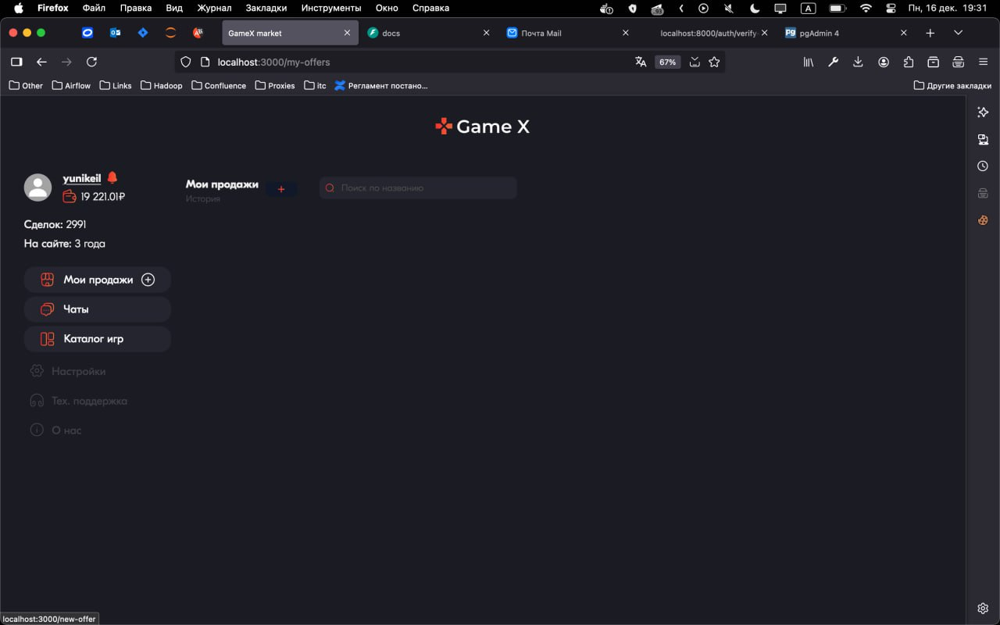 Firefox Файл Правка Вид Журнал Закладки Инструменты Окно Справка A Пн, 16 дек. 19:31
GameX market docs Почта Mail localhost:8000/auth/verify- Pg pgAdmin 4
localhost:3000/my-offers 67%
Other Airflow Links Hadoop Confluence Proxies itc Регламент постано... Другие закладки
Game X
yunikeil
19 221.01₽
Сделок: 2991
На сайте: 3 года
Мои продажи
Чаты
Каталог игр
Настройки
Тех. поддержка
О нас
Мои продажи +
История
Поиск по названию
localhost:3000/new-offer